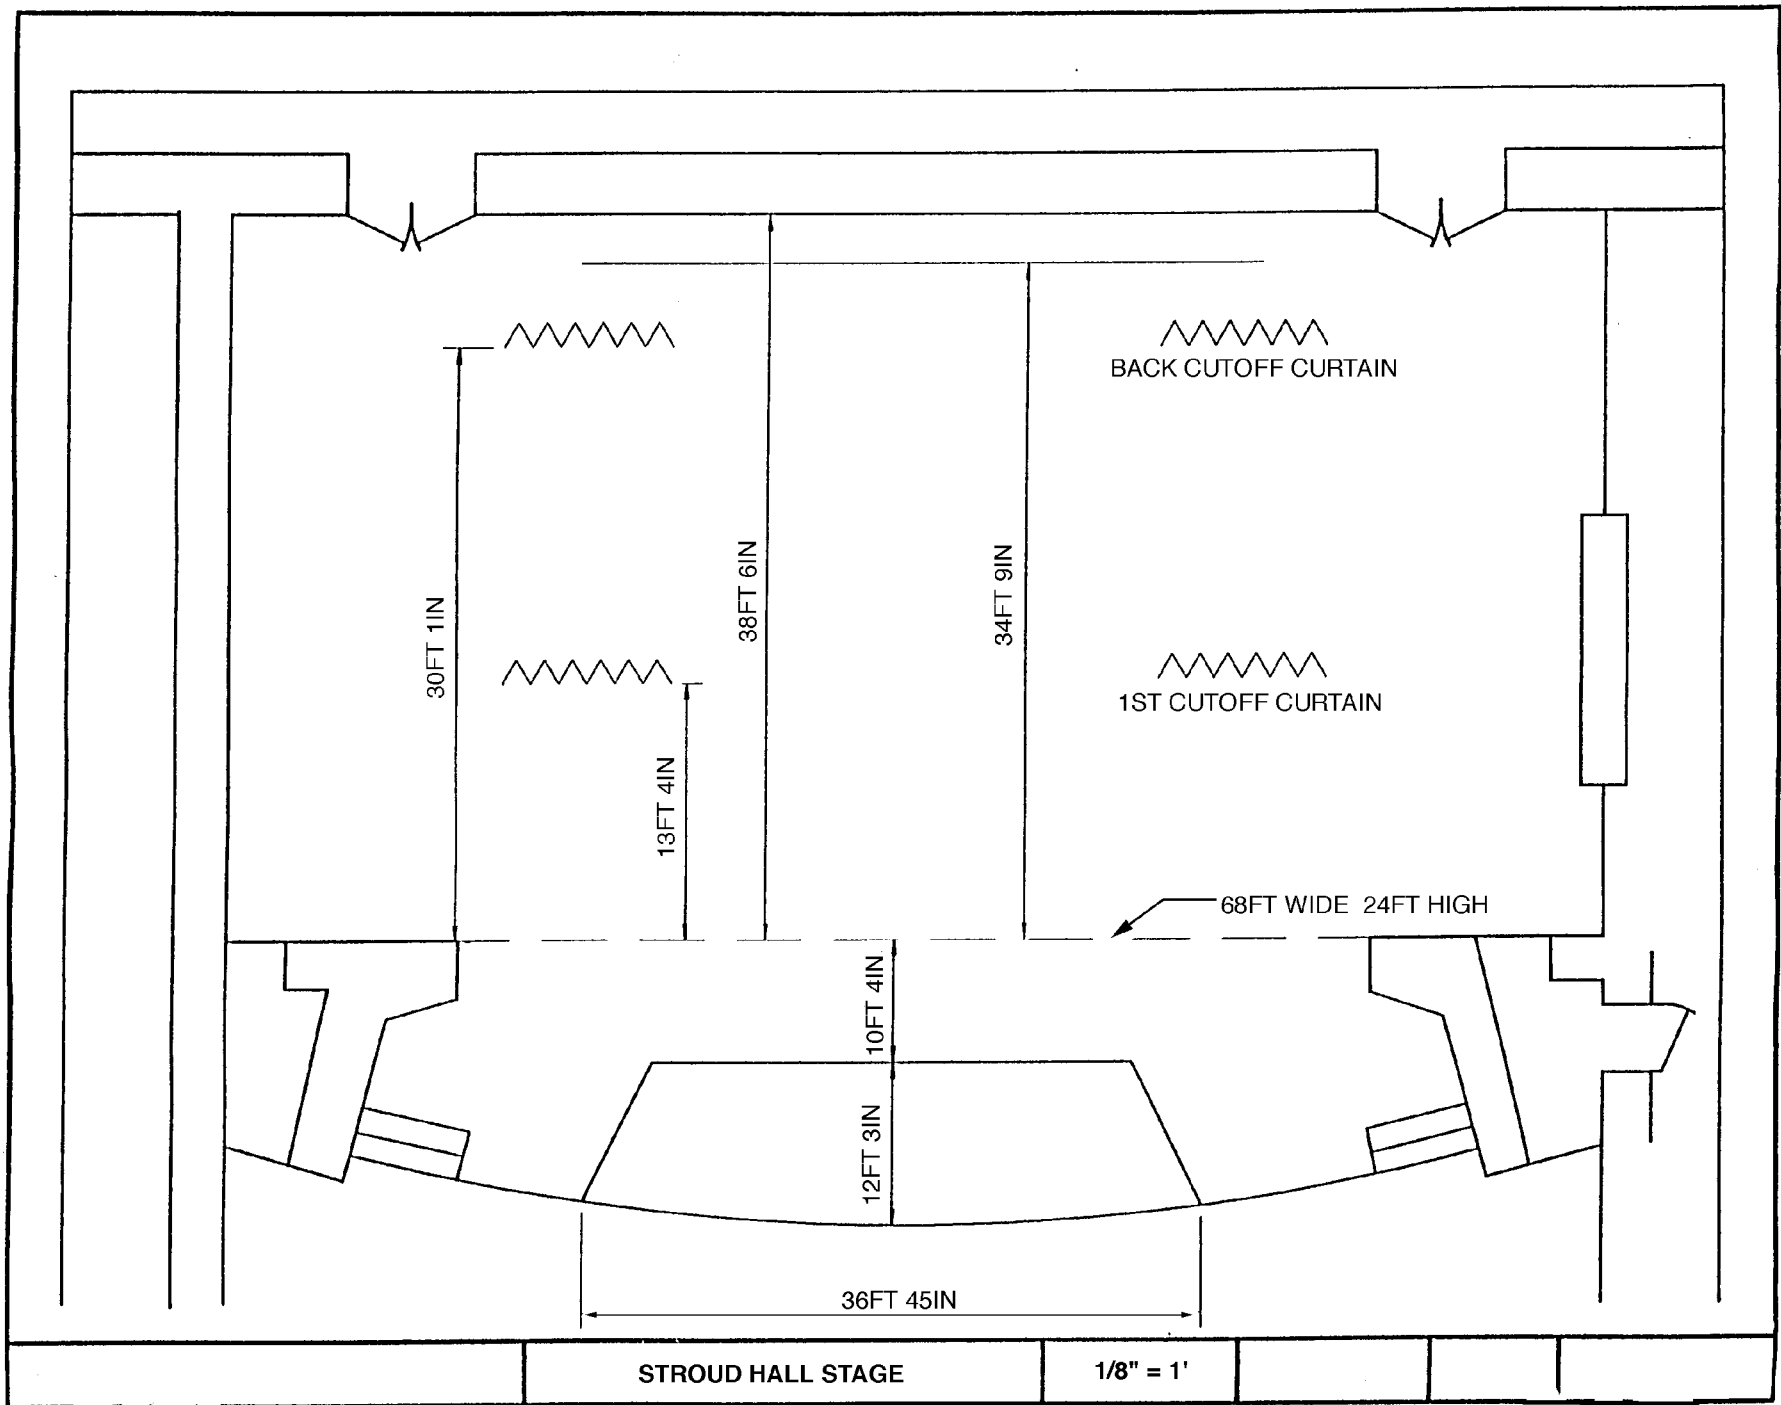 BACK CUTOFF CURTAIN
38FT 6IN
34FT 9IN
30FT 1IN
1ST CUTOFF CURTAIN
13FT 4IN
68FT WIDE  24FT HIGH
10FT 4IN
12FT 3IN
36FT 45IN
STROUD HALL STAGE
1/8" = 1'